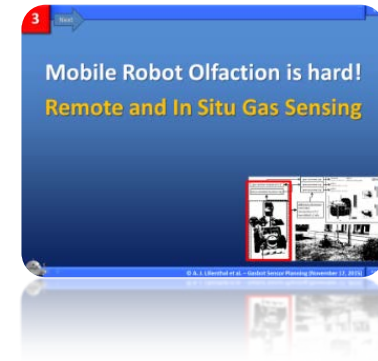 3
Next
Mobile Robot Olfaction is hard!
Remote and In Situ Gas Sensing
© A. J. Lilienthal et al. – Gasbot Sensor Planning (November 17, 2015)